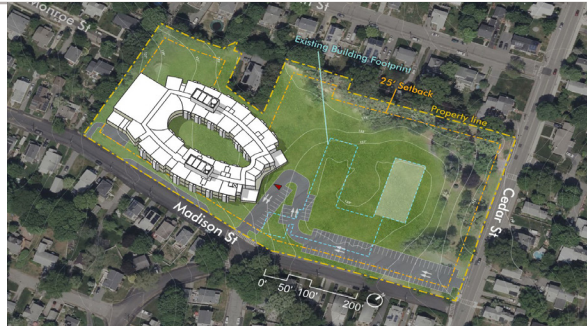 Monroe St
Existing Building Footprint
25' Setback
Property line
Cedar St
Madison St
0' 50' 100' 200'